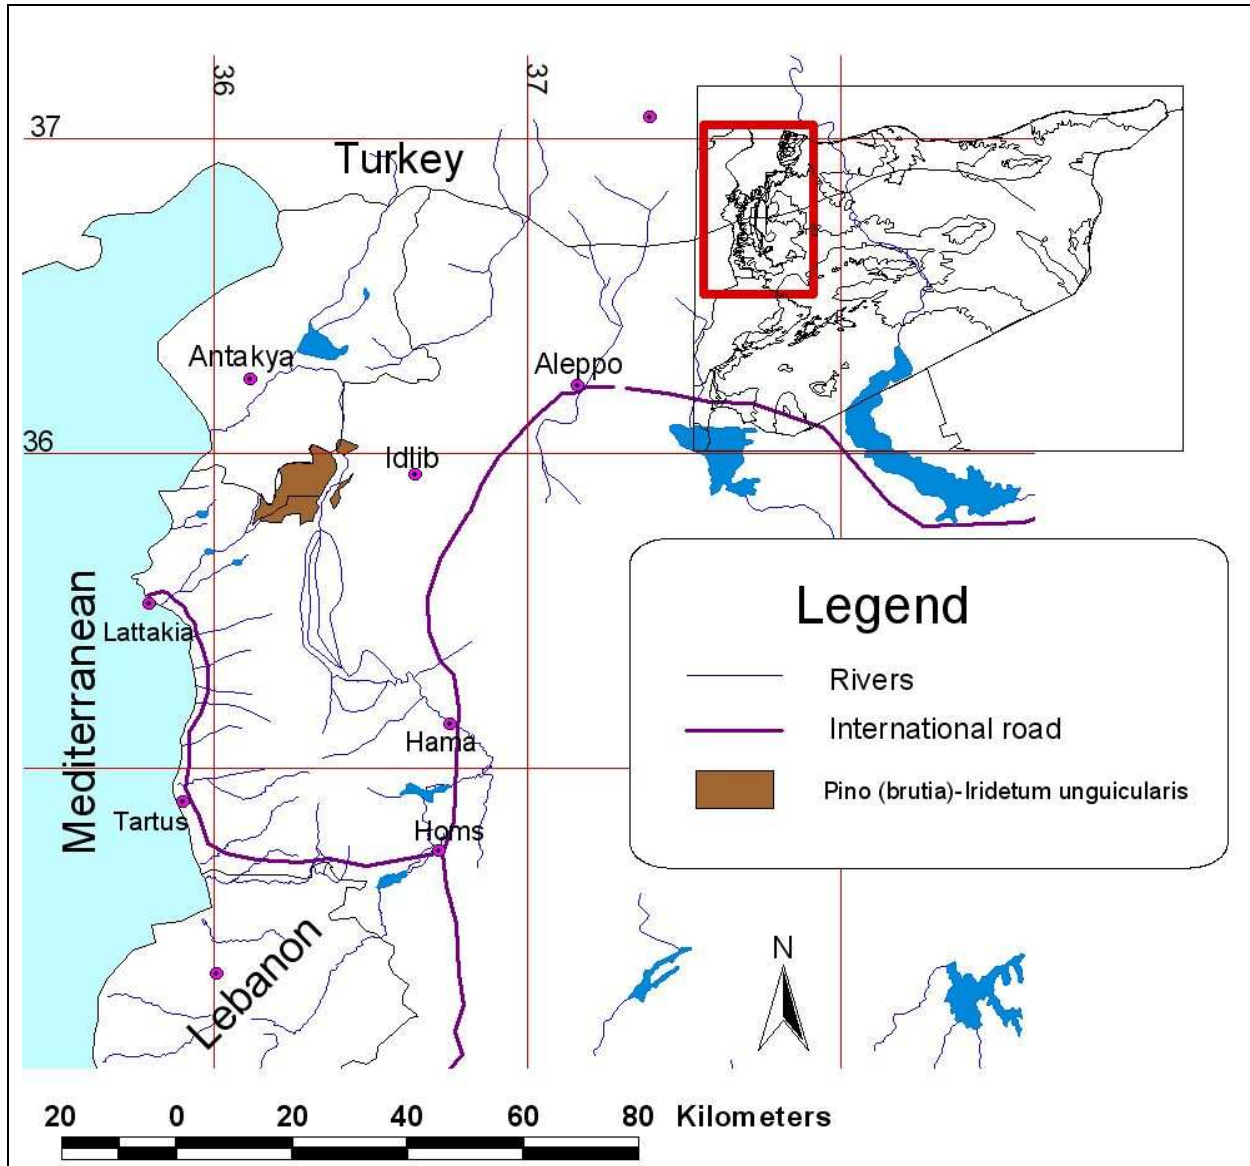 36
37
37
Turkey
Antakya
Aleppo
36
Idlib
Mediterranean
Lattakia
Legend
Rivers
International road
Pino (brutia)-Iridetum unguicularis
Hama
Tartus
Homs
Lebanon
N
20 0 20 40 60 80 Kilometers